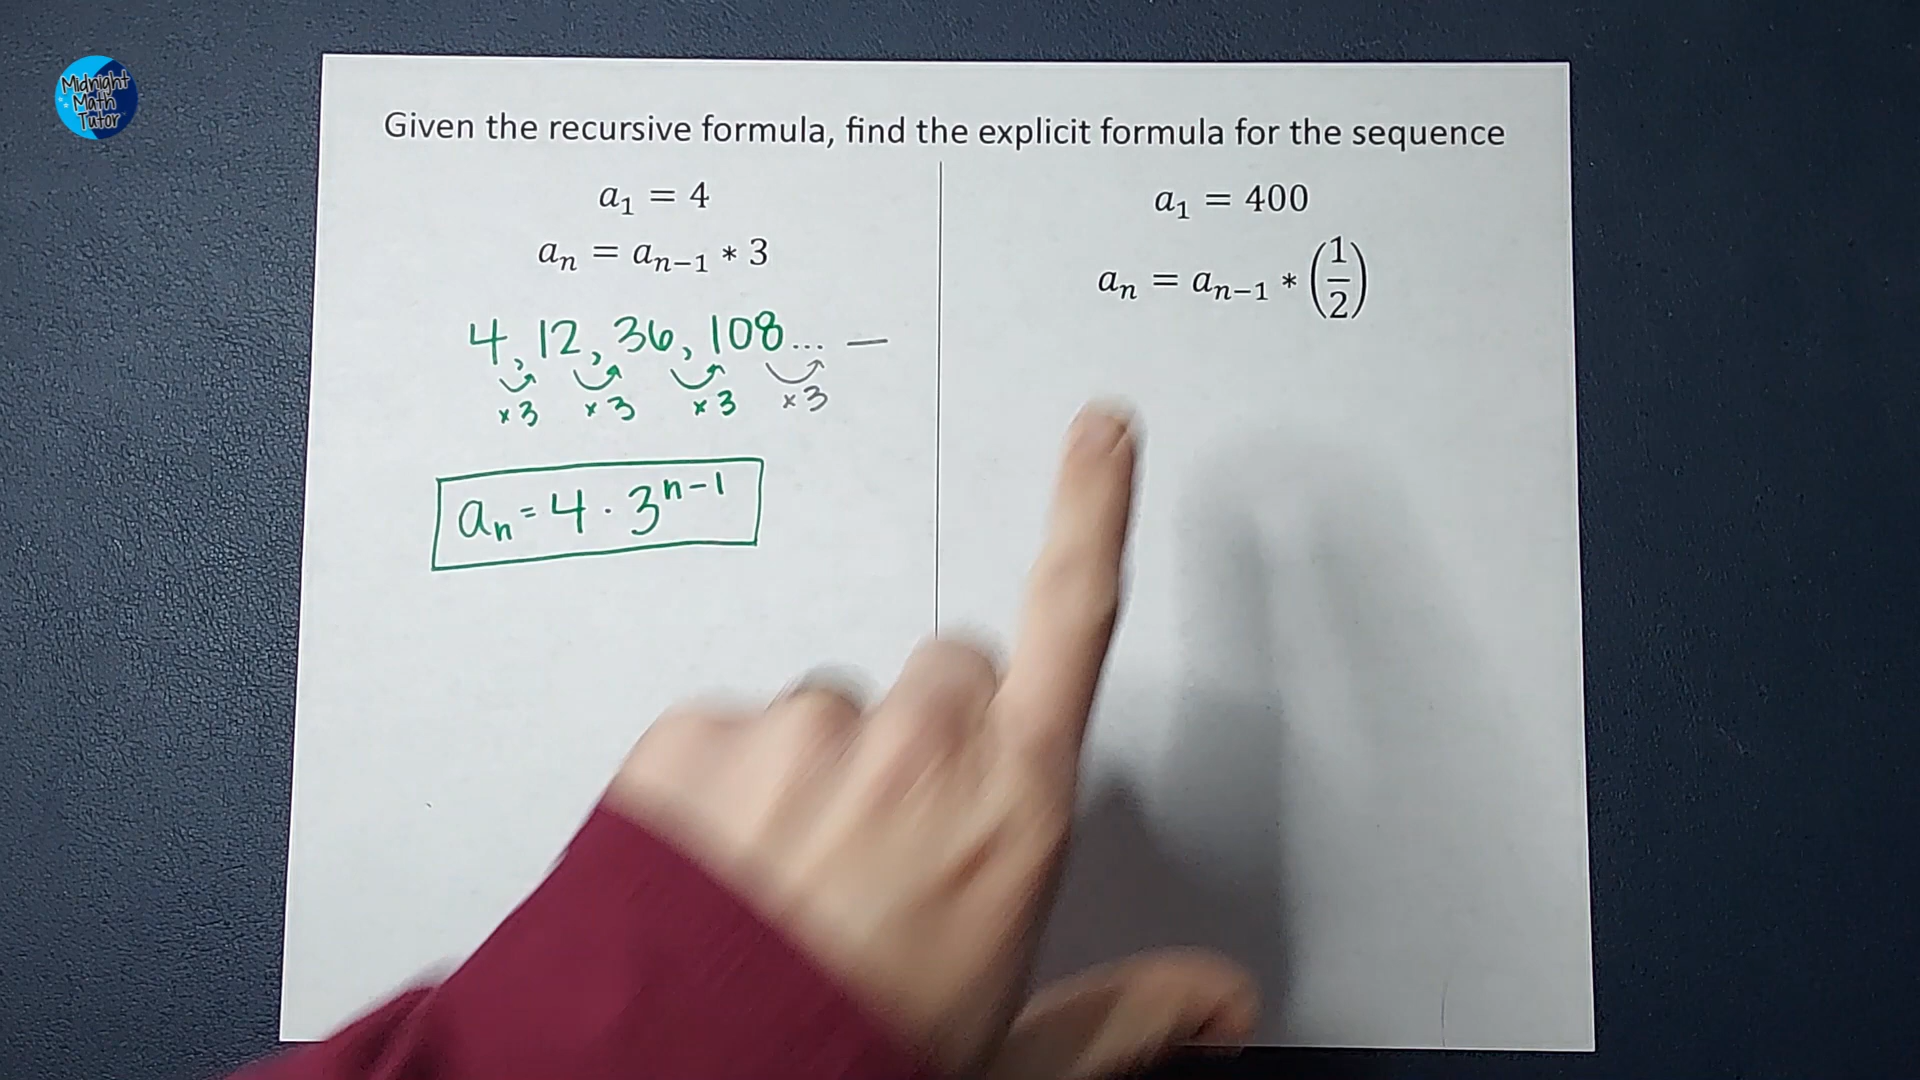 Midnight
Math
Tutor
Given the recursive formula, find the explicit formula for the sequence
a₁ = 4
aₙ = aₙ₋₁ * 3
4, 12, 36, 108... —
×3 ×3 ×3 ×3
aₙ = 4 · 3ⁿ⁻¹
a₁ = 400
aₙ = aₙ₋₁ * (1/2)